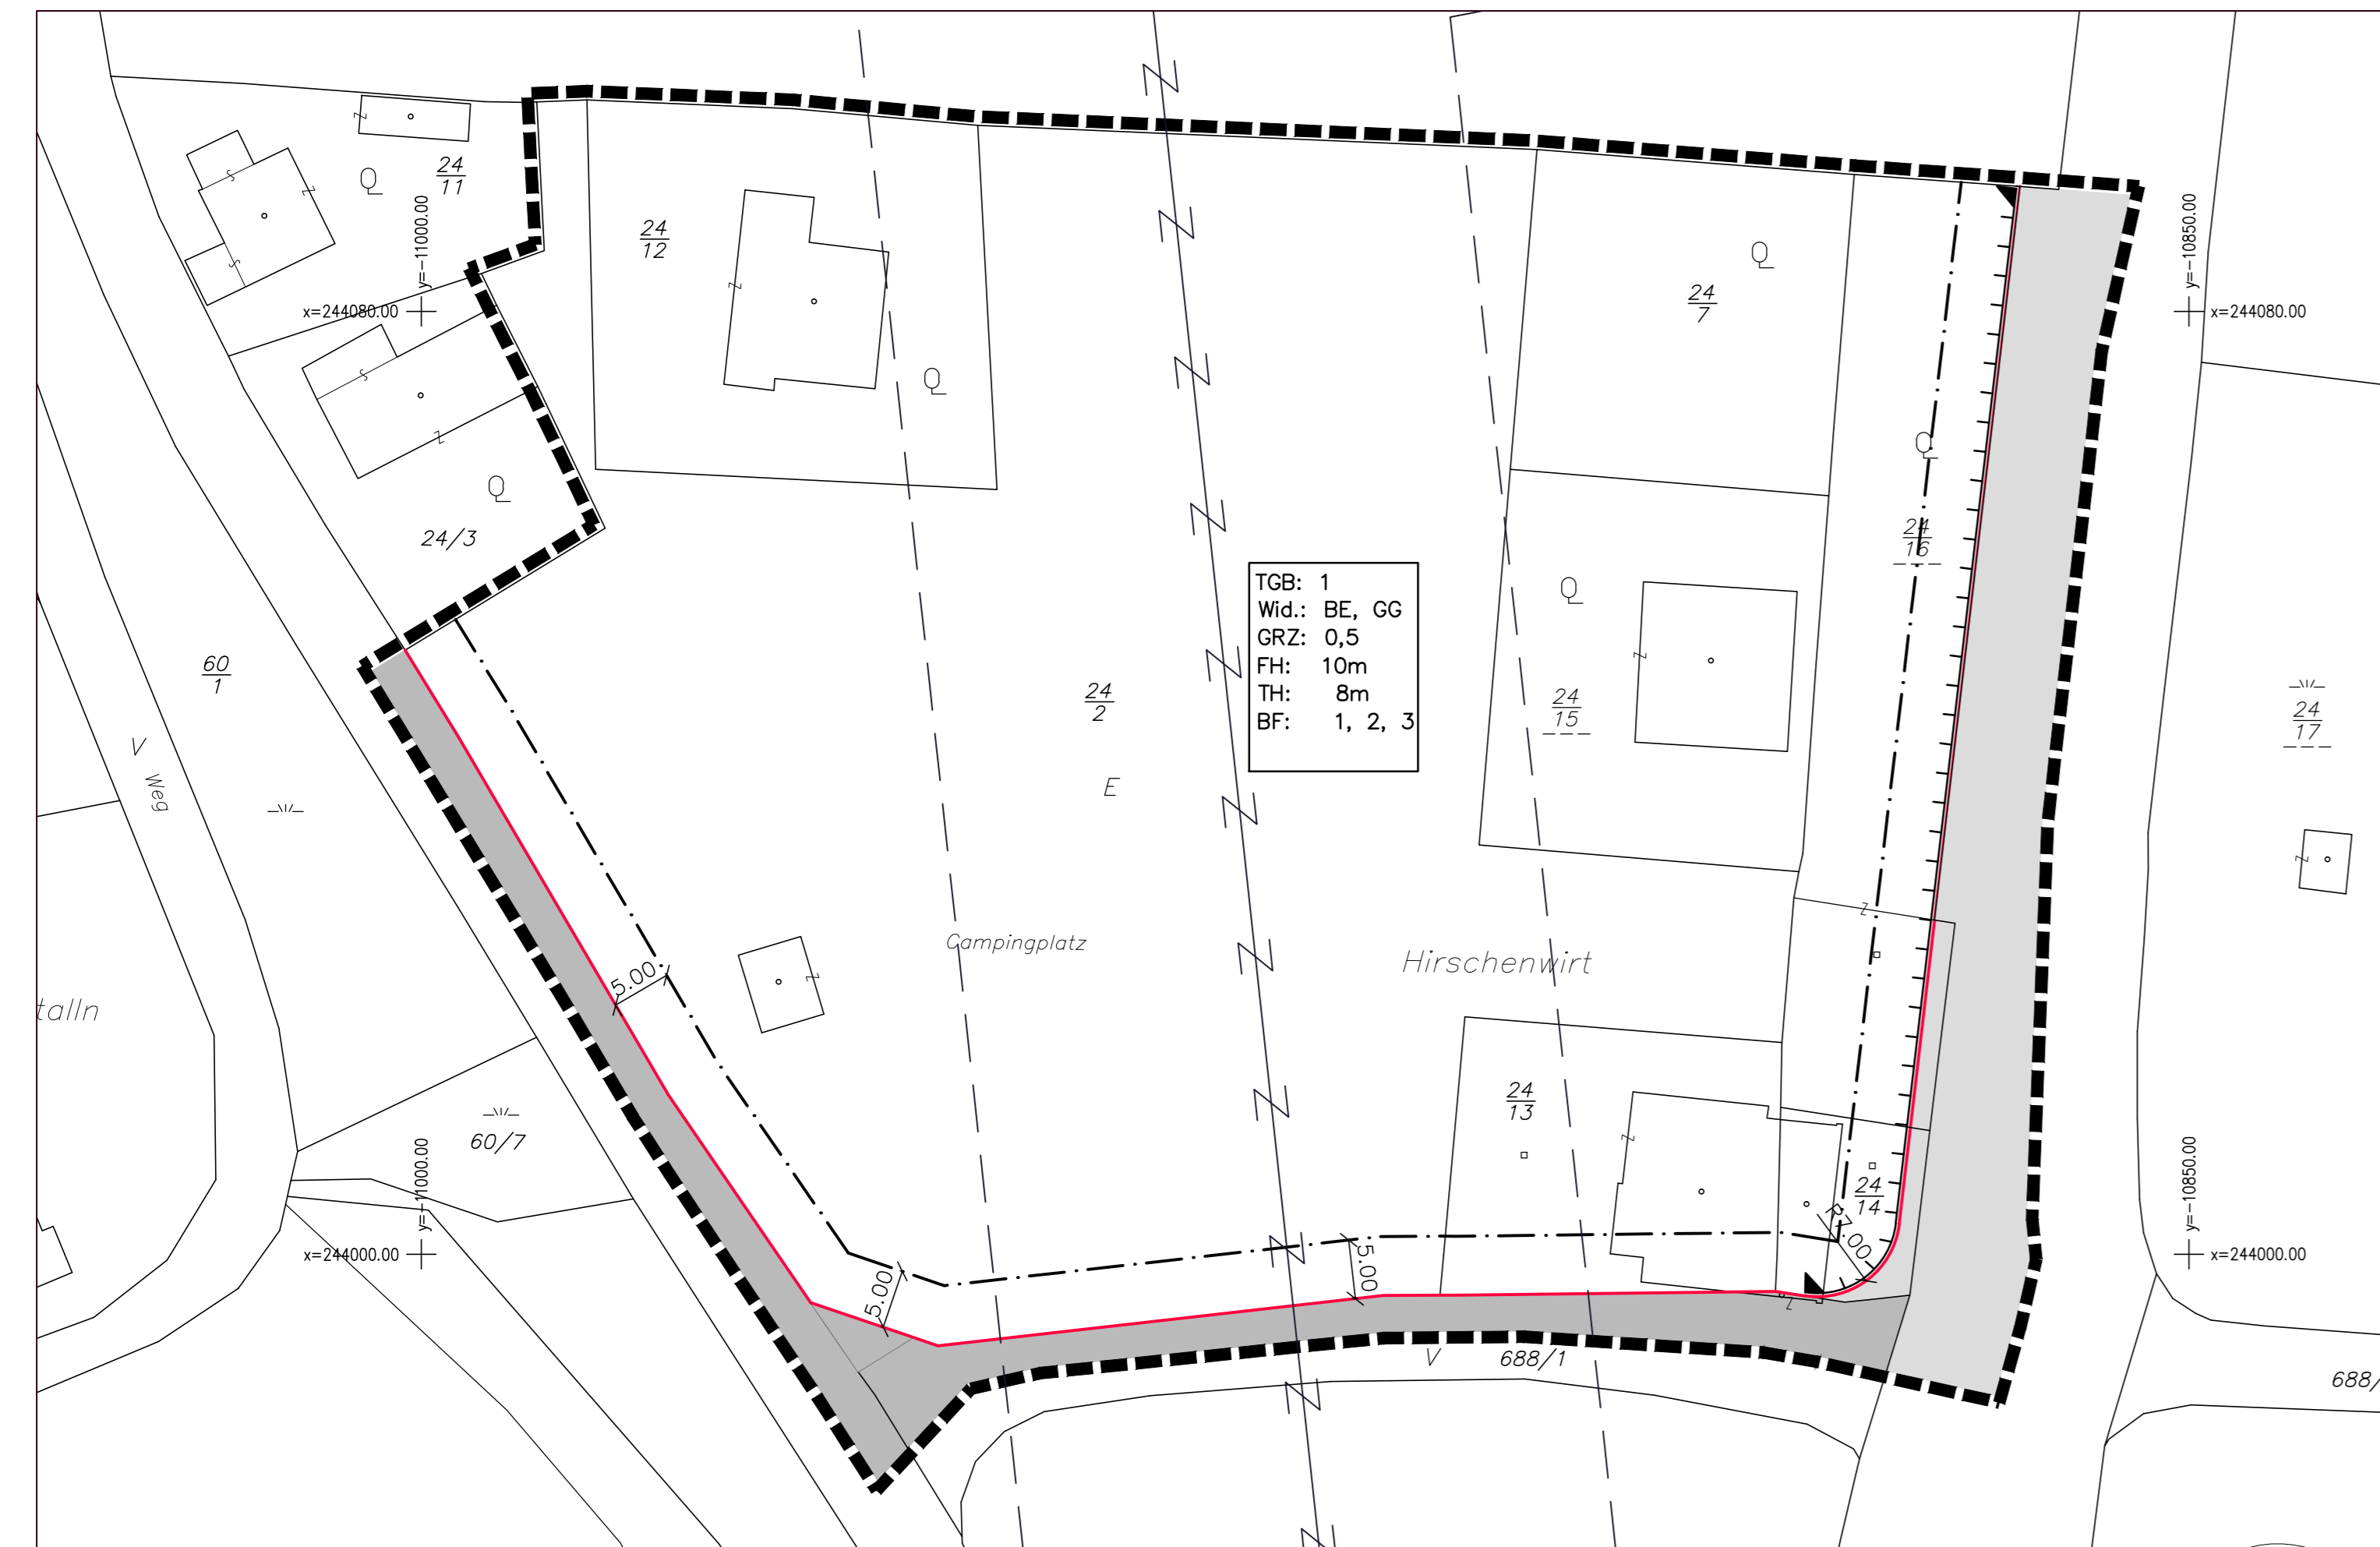 24
11
y=-11000.00
x=244080.00
24
12
24
7
y=-10850.00
x=244080.00
24/3
24
16
60
1
TGB: 1
Wid.: BE, GG
GRZ: 0,5
FH: 10m
TH: 8m
BF: 1, 2, 3
24
2
24
15
24
17
V Weg
E
Campingplatz
Hirschenwirt
5.00
talln
24
13
60/7
24
14
y=-11000.00
x=244000.00
5.00
5.00
R7.00
y=-10850.00
x=244000.00
V
688/1
688/